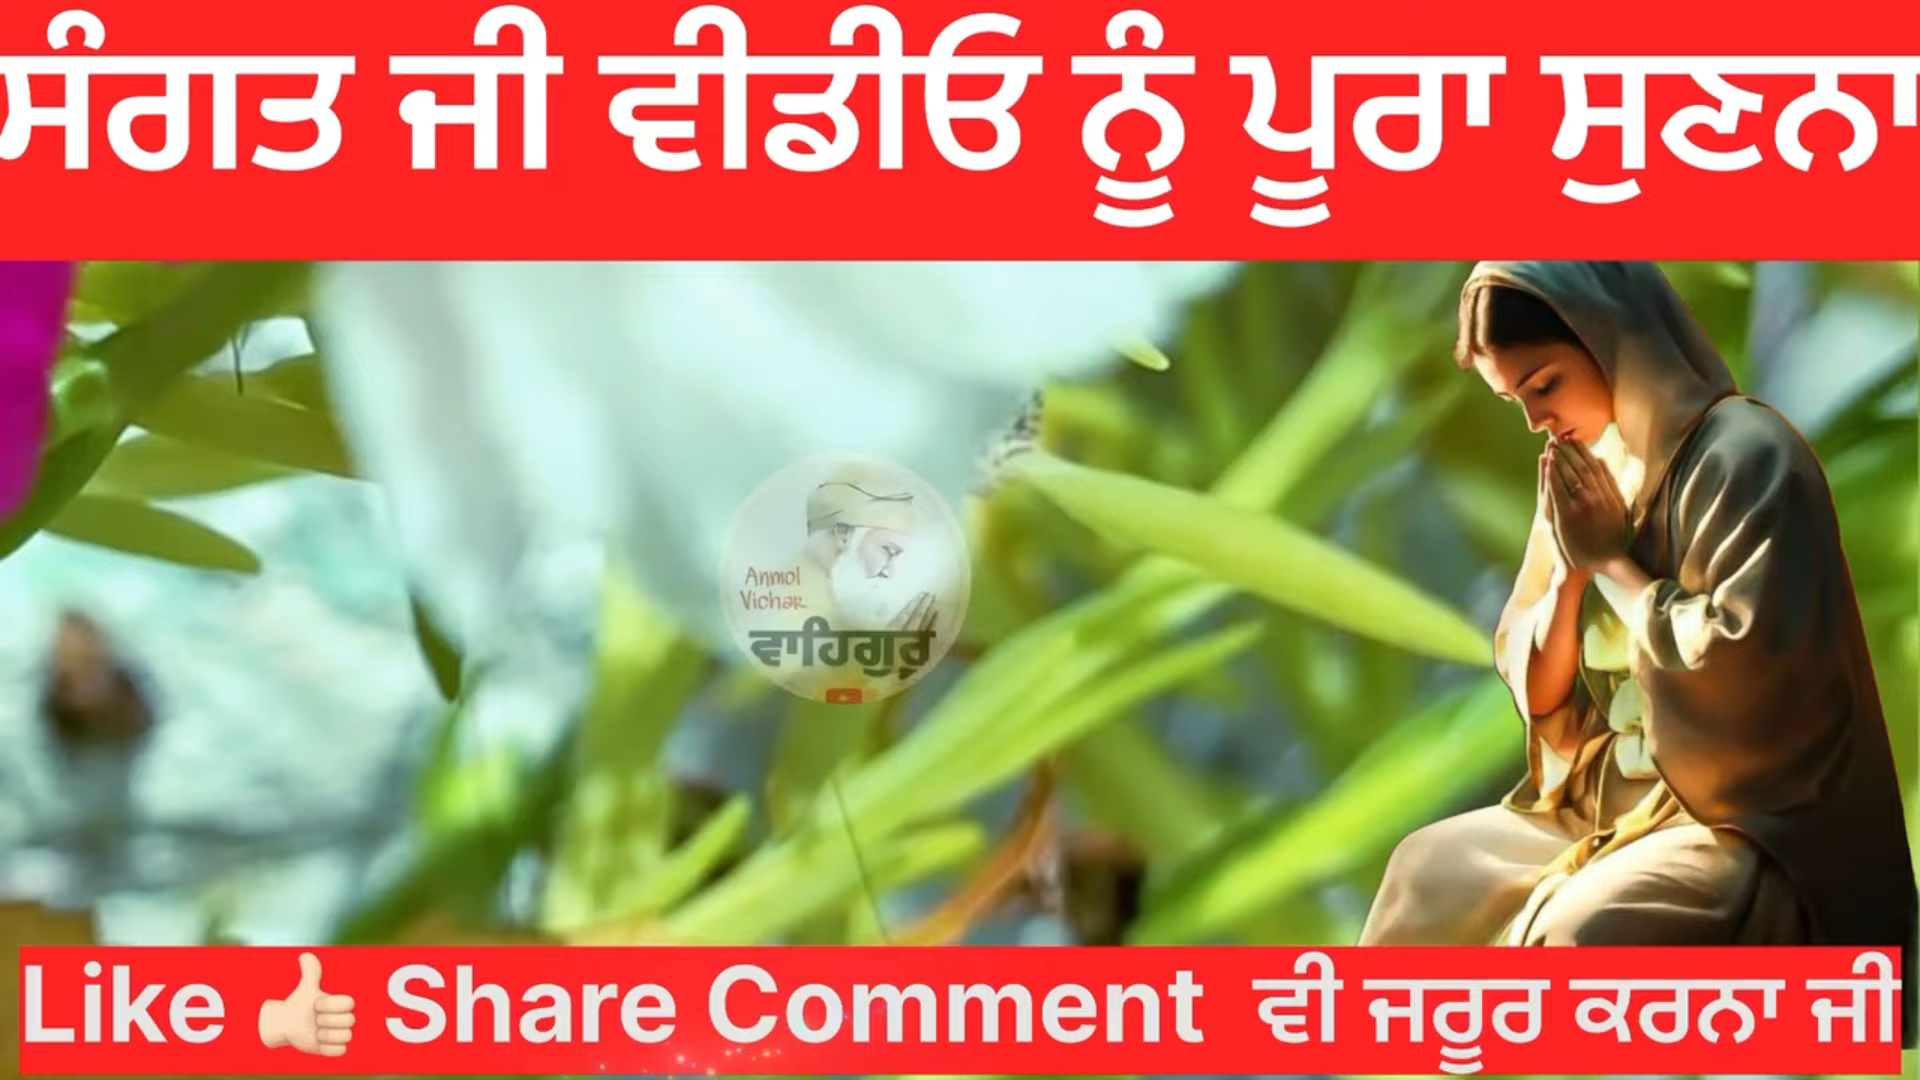 ਸੰਗਤ ਜੀ ਵੀਡੀਓ ਨੂੰ ਪੂਰਾ ਸੁਣਨਾ
Anmol
Vichar
ਵਾਹਿਗੁਰੂ
Like 👍🏻 Share Comment ਵੀ ਜਰੂਰ ਕਰਨਾ ਜੀ